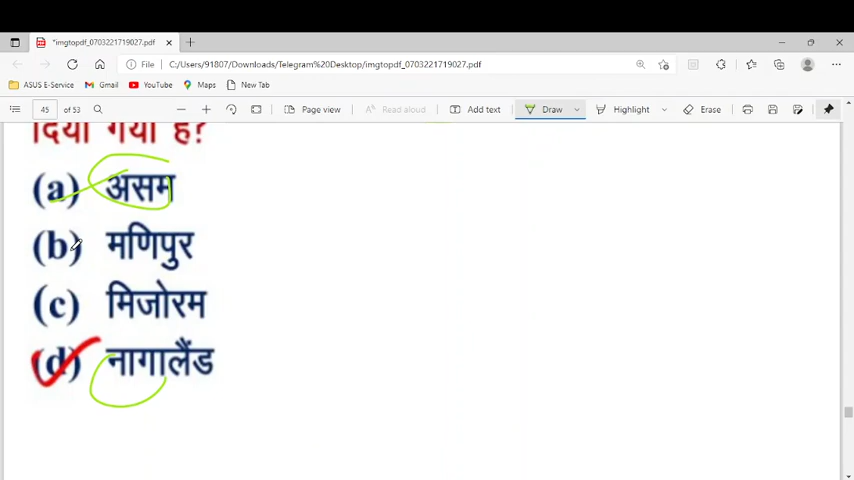 *imgtopdf_0703221719027.pdf
File C:/Users/91807/Downloads/Telegram%20Desktop/imgtopdf_0703221719027.pdf
ASUS E-Service Gmail YouTube Maps New Tab
45 of 53 Page view Read aloud Add text Draw Highlight Erase
दिया गया है?
(a) असम
(b) मणिपुर
(c) मिजोरम
(d) नागालैंड